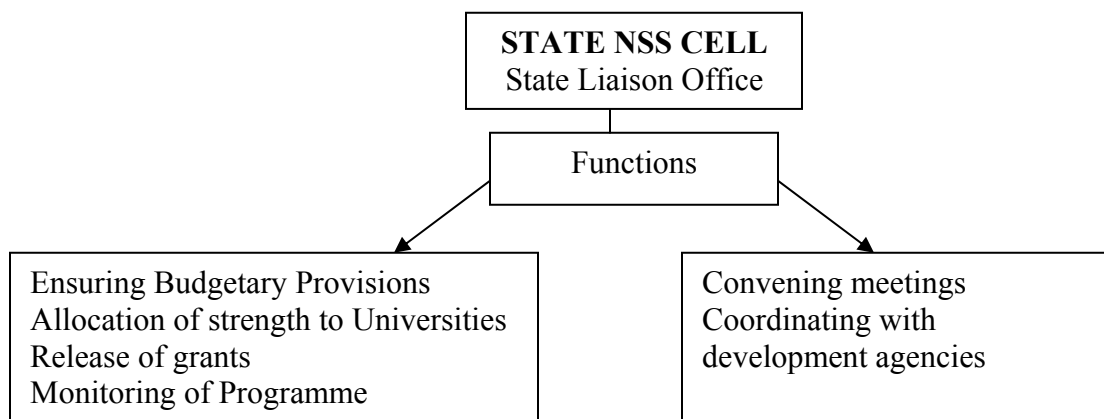 STATE NSS CELL
State Liaison Office
Functions
Ensuring Budgetary Provisions
Allocation of strength to Universities
Release of grants
Monitoring of Programme
Convening meetings
Coordinating with
development agencies